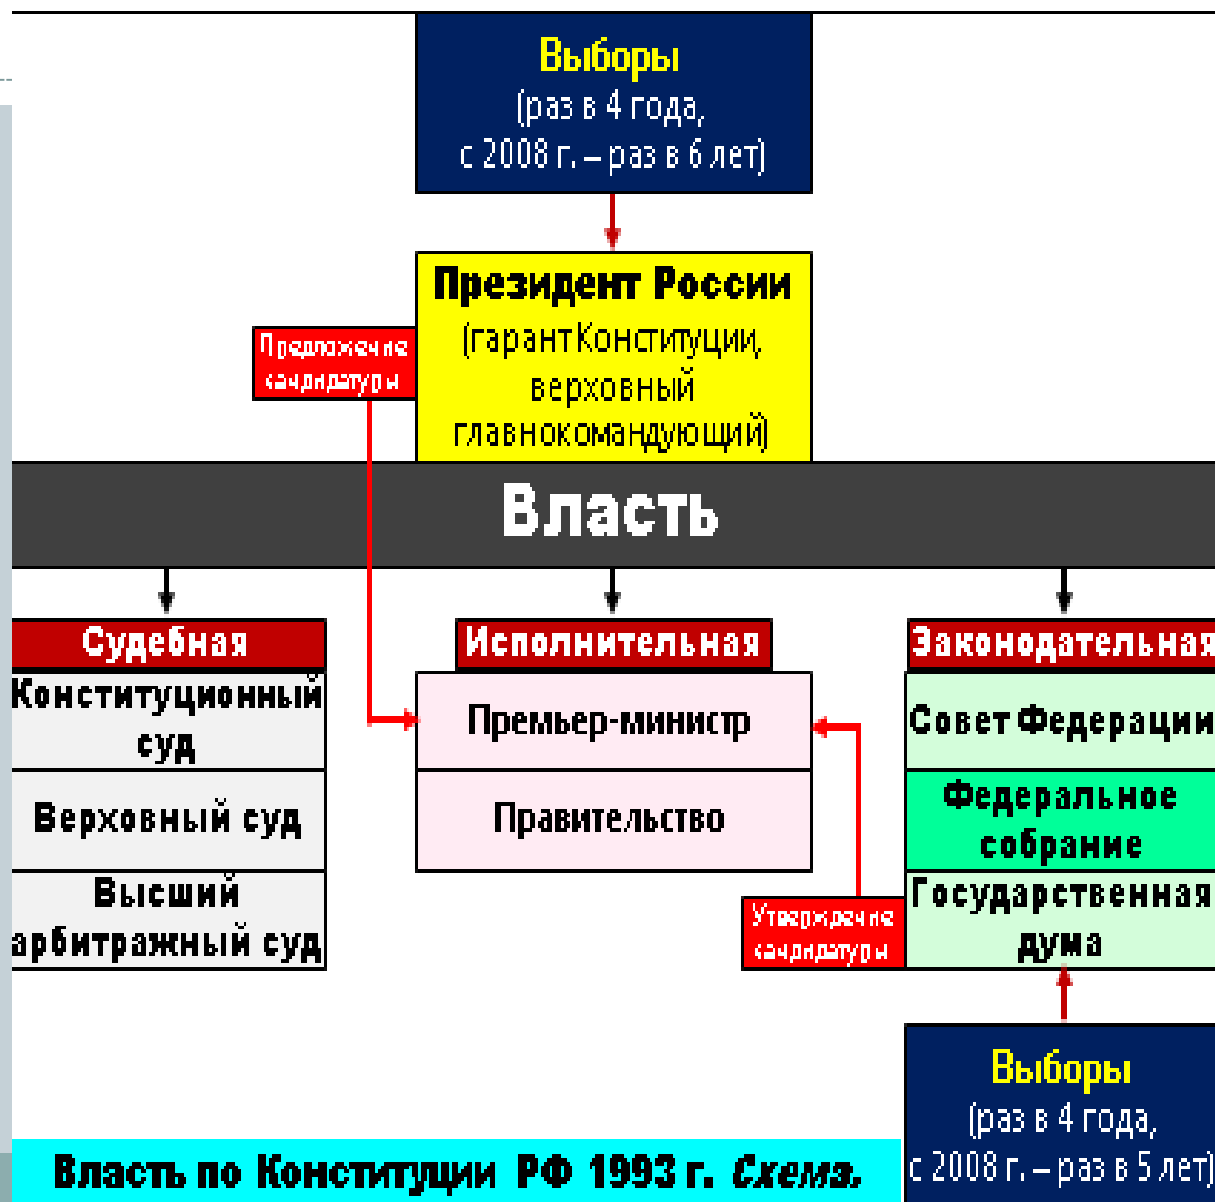 Выборы
(раз в 4 года,
с 2008 г. – раз в 6 лет)
Президент России
(гарант Конституции,
верховный
главнокомандующий)
Предложение
кандидатуры
Власть
Судебная
Конституционный
суд
Верховный суд
Высший
арбитражный суд
Исполнительная
Премьер-министр
Правительство
Законодательная
Совет Федерации
Федеральное
собрание
Государственная
дума
Утверждение
кандидатуры
Выборы
(раз в 4 года,
с 2008 г. – раз в 5 лет)
Власть по Конституции РФ 1993 г. Схема.